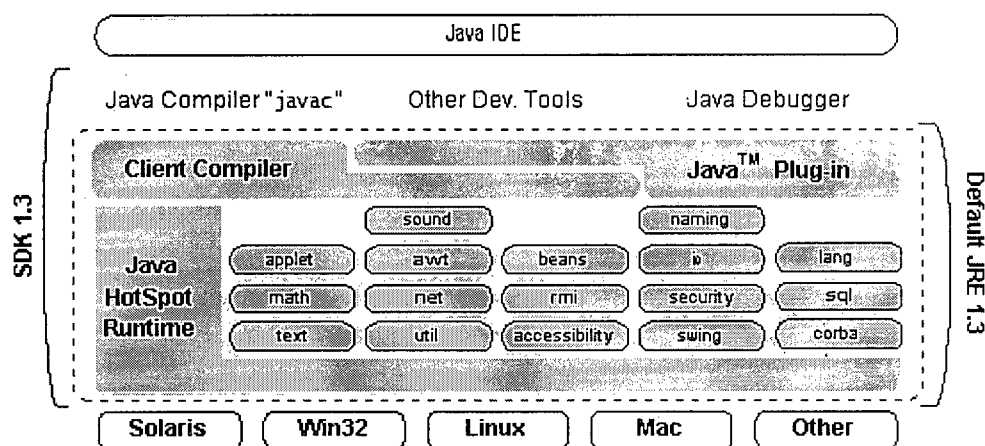 Java IDE
Java Compiler "javac" Other Dev. Tools Java Debugger
SDK 1.3
Client Compiler Java™ Plug-in
Default JRE 1.3
sound naming
Java HotSpot Runtime
applet awt beans io lang
math net rmi security sql
text util accessibility swing corba
Solaris Win32 Linux Mac Other